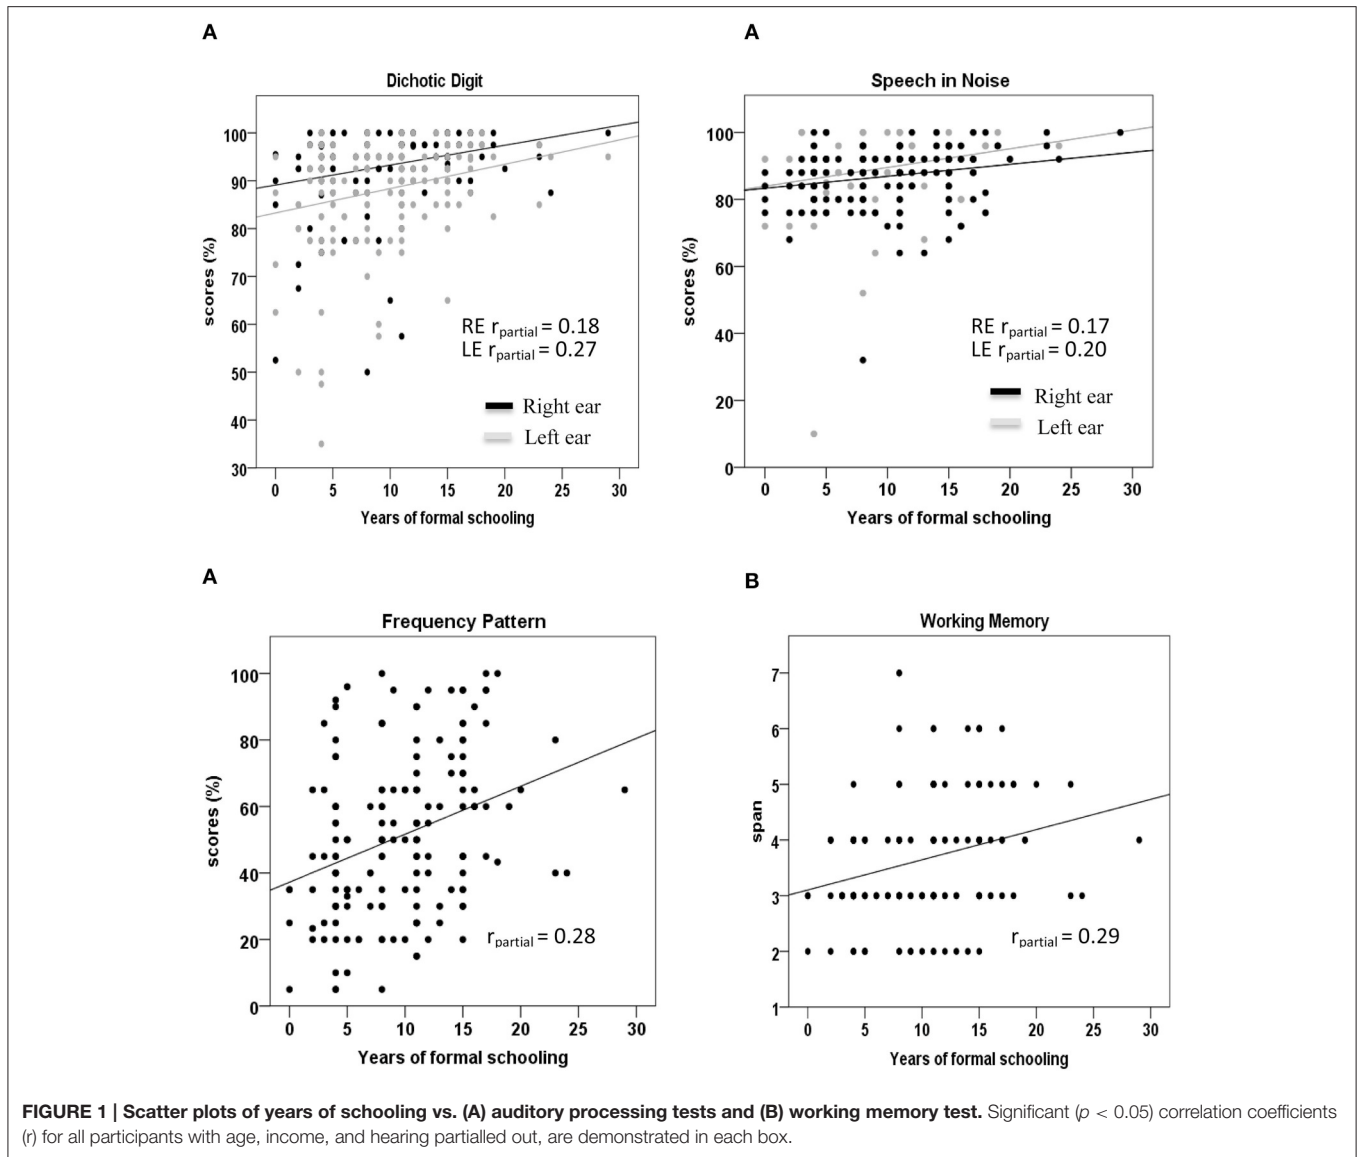 A
Dichotic Digit
100
90
80
70
60
50
40
30
scores (%)
RE rpartial = 0.18
LE rpartial = 0.27
Right ear
Left ear
0 5 10 15 20 25 30
Years of formal schooling
A
Speech in Noise
100
80
60
40
20
0
scores (%)
RE rpartial = 0.17
LE rpartial = 0.20
Right ear
Left ear
0 5 10 15 20 25 30
Years of formal schooling
A
Frequency Pattern
100
80
60
40
20
0
scores (%)
rpartial = 0.28
0 5 10 15 20 25 30
Years of formal schooling
B
Working Memory
7
6
5
4
3
2
1
span
rpartial = 0.29
0 5 10 15 20 25 30
Years of formal schooling
FIGURE 1 | Scatter plots of years of schooling vs. (A) auditory processing tests and (B) working memory test. Significant (p < 0.05) correlation coefficients
(r) for all participants with age, income, and hearing partialled out, are demonstrated in each box.